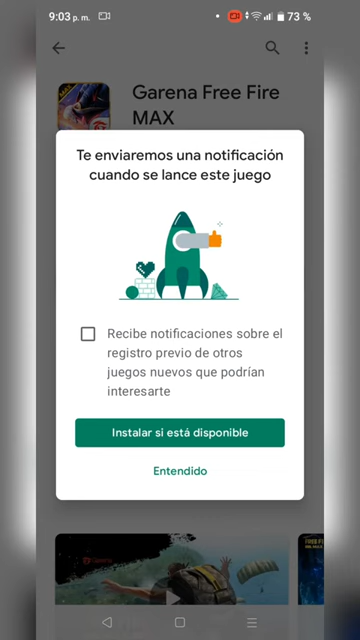 9:03 p. m.
73 %
Garena Free Fire
MAX
Te enviaremos una notificación
cuando se lance este juego
Recibe notificaciones sobre el
registro previo de otros
juegos nuevos que podrían
interesarte
Instalar si está disponible
Entendido